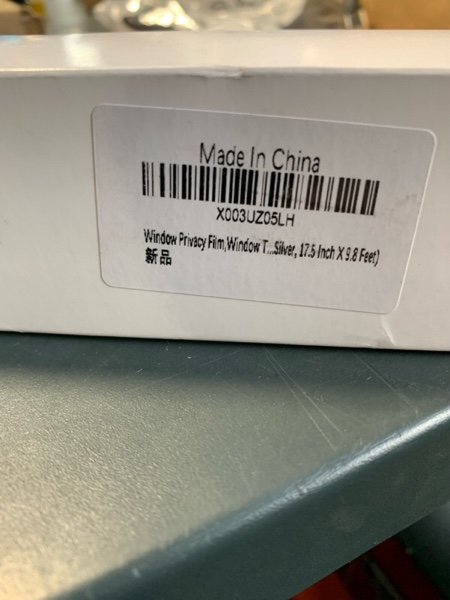 Made In China
X003UZ05LH
Window Privacy Film,Window T...Silver, 17.5 Inch X 9.8 Feet)
新品